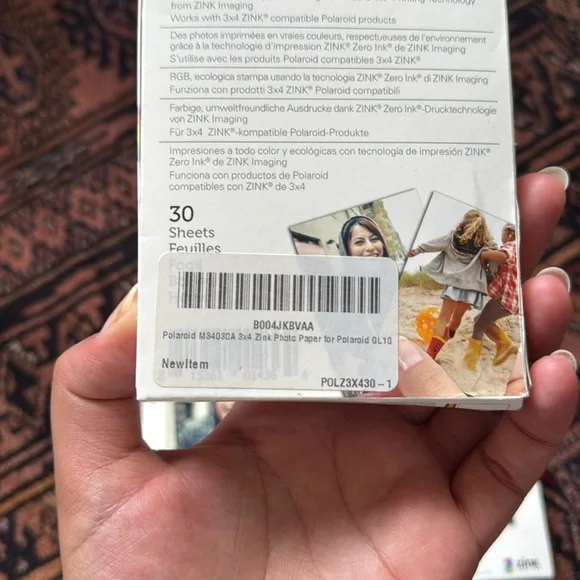 from ZINK Imaging
Works with 3x4 ZINK® compatible Polaroid products
Des photos imprimées en vraies couleurs, respectueuses de l'environnement
grâce à la technologie d'impression ZINK® Zero Ink® de ZINK Imaging
S'utilise avec les produits Polaroid compatibles 3x4 ZINK®
RGB, ecologica stampa usando la tecnologia ZINK® Zero Ink® di ZINK Imaging
Funziona con prodotti 3x4 ZINK® Polaroid compatibili
Farbige, umweltfreundliche Ausdrucke dank ZINK® Zero Ink®-Drucktechnologie
von ZINK Imaging
Für 3x4 ZINK®-kompatible Polaroid-Produkte
Impresiones a todo color y ecológicas con tecnología de impresión ZINK®
Zero Ink® de ZINK Imaging
Funciona con productos de Polaroid
compatibles con ZINK® de 3x4
30
Sheets
Feuilles
Fogli
B004JKBVAA
Polaroid M34030A 3x4 Zink Photo Paper for Polaroid GL10
NewItem
POLZ3X430-1
zink